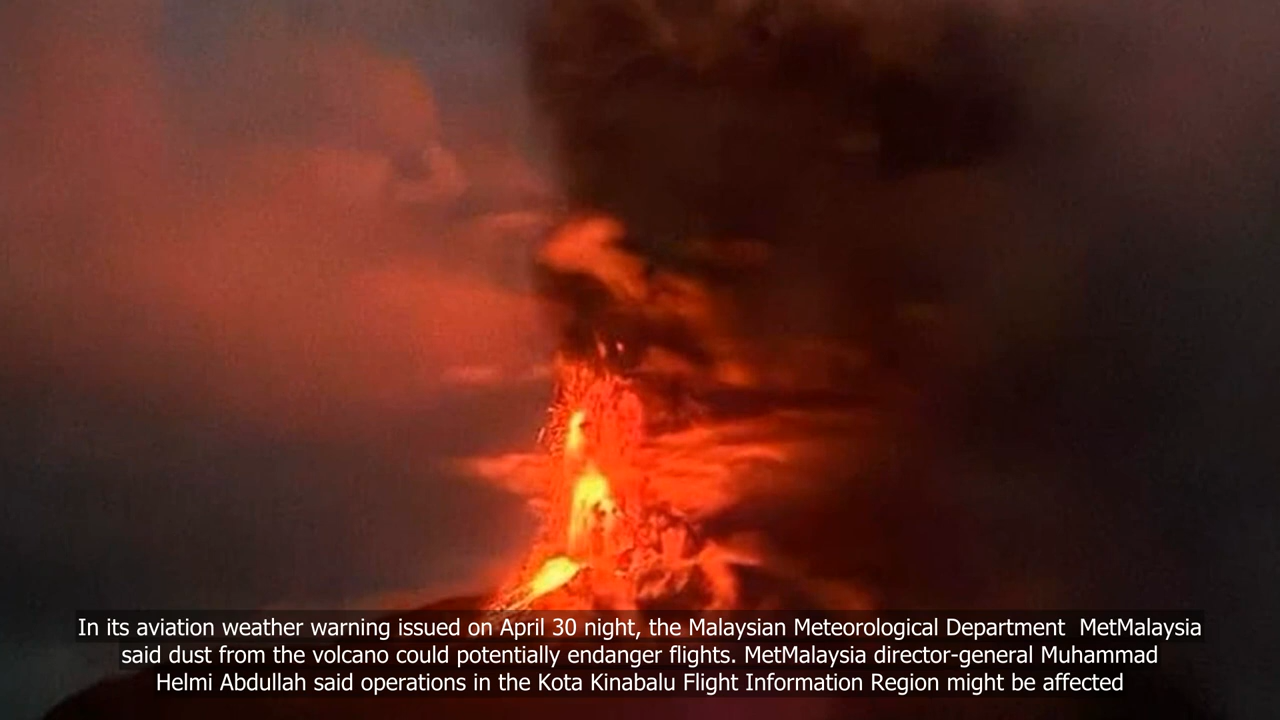 In its aviation weather warning issued on April 30 night, the Malaysian Meteorological Department  MetMalaysia
said dust from the volcano could potentially endanger flights. MetMalaysia director-general Muhammad
Helmi Abdullah said operations in the Kota Kinabalu Flight Information Region might be affected